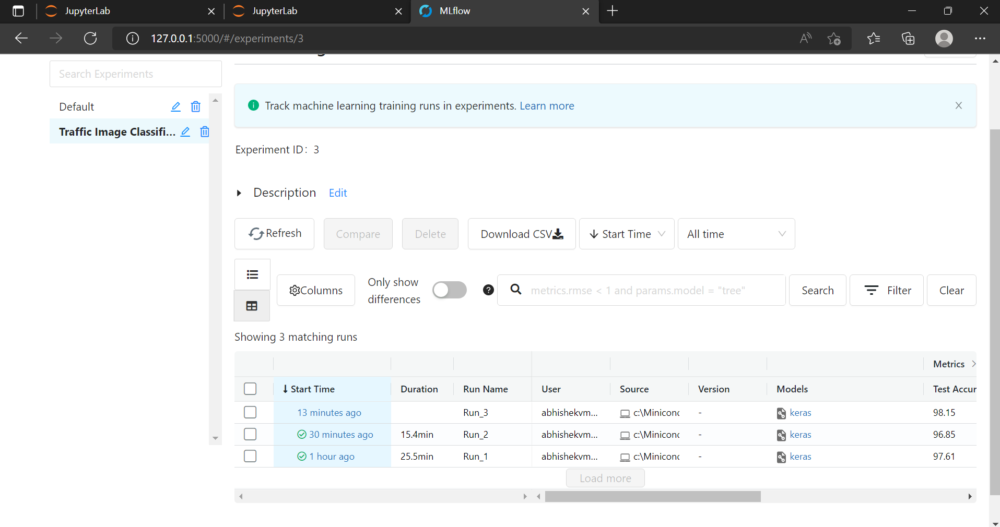 JupyterLab JupyterLab MLflow
127.0.0.1:5000/#/experiments/3
Search Experiments
Default
Traffic Image Classifi...
Track machine learning training runs in experiments. Learn more
Experiment ID: 3
Description Edit
Refresh Compare Delete Download CSV Start Time All time
Columns Only show differences metrics.rmse < 1 and params.model = "tree" Search Filter Clear
Showing 3 matching runs
Metrics
Start Time Duration Run Name User Source Version Models Test Accur
13 minutes ago Run_3 abhishekvm... c:\Minicond - keras 98.15
30 minutes ago 15.4min Run_2 abhishekvm... c:\Minicond - keras 96.85
1 hour ago 25.5min Run_1 abhishekvm... c:\Minicond - keras 97.61
Load more